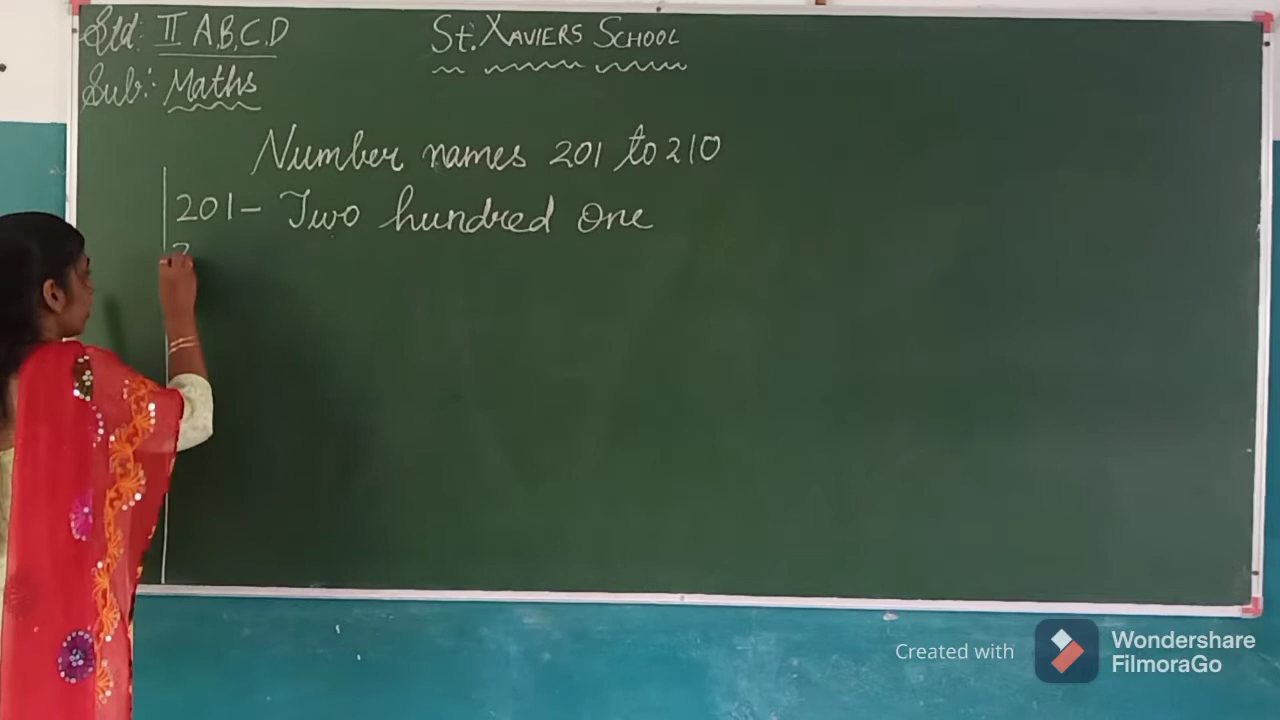 Std: II A,B,C,D
St. XAVIERS SCHOOL
Sub: Maths
Number names 201 to 210
201 - Two hundred One
2
Created with
Wondershare
FilmoraGo